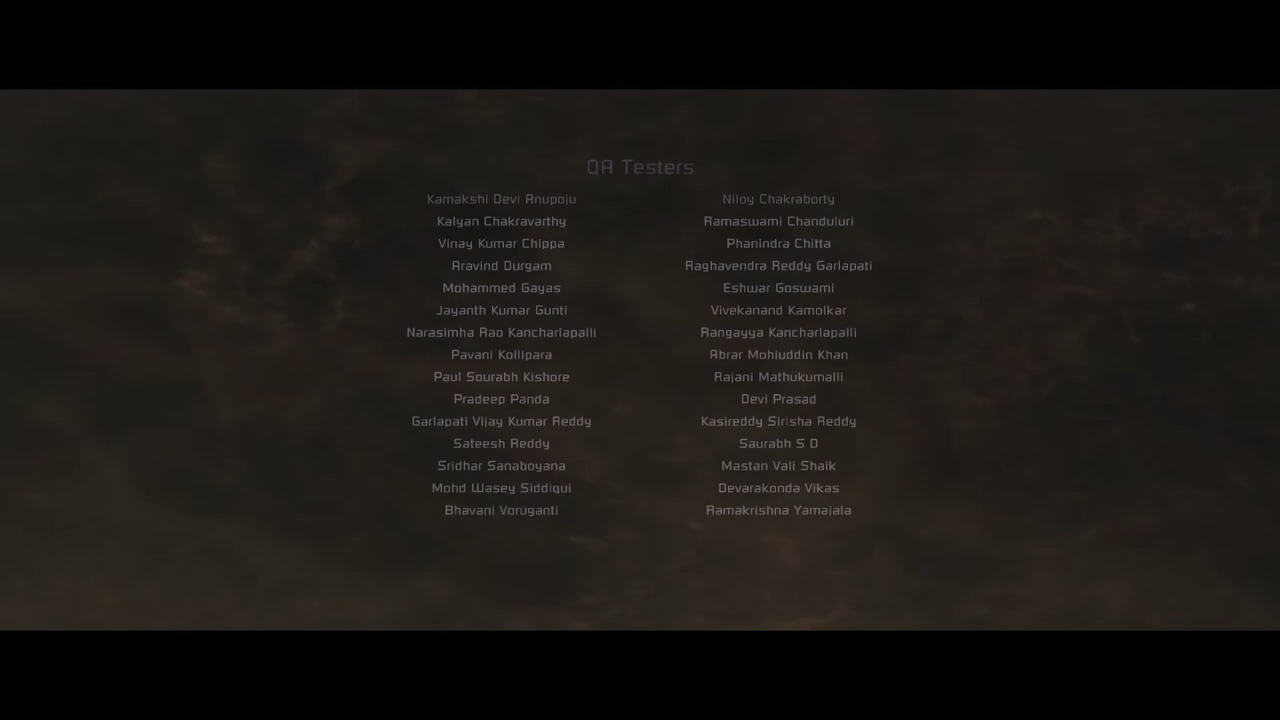 QA Testers
Kamakshi Devi Anupoju
Niloy Chakraborty
Kalyan Chakravarthy
Ramaswami Chanduluri
Vinay Kumar Chippa
Phanindra Chitta
Aravind Durgam
Raghavendra Reddy Garlapati
Mohammed Gayas
Eshwar Goswami
Jayanth Kumar Gunti
Vivekanand Kamolkar
Narasimha Rao Kancharlapalli
Rangayya Kancharlapalli
Pavani Kollipara
Abrar Mohiuddin Khan
Paul Sourabh Kishore
Rajani Mathukumalli
Pradeep Panda
Devi Prasad
Garlapati Vijay Kumar Reddy
Kasireddy Sirisha Reddy
Sateesh Reddy
Saurabh S D
Sridhar Sanaboyana
Mastan Vali Shaik
Mohd Wasey Siddiqui
Devarakonda Vikas
Bhavani Voruganti
Ramakrishna Yamajala